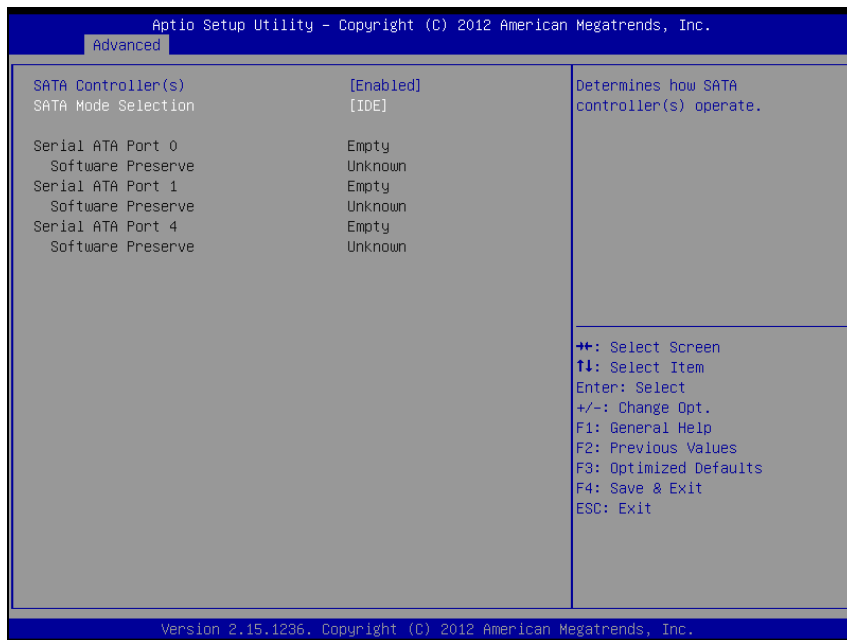 Aptio Setup Utility – Copyright (C) 2012 American Megatrends, Inc.
Advanced
SATA Controller(s) [Enabled]
SATA Mode Selection [IDE]
Serial ATA Port 0 Empty
Software Preserve Unknown
Serial ATA Port 1 Empty
Software Preserve Unknown
Serial ATA Port 4 Empty
Software Preserve Unknown
Determines how SATA
controller(s) operate.
→←: Select Screen
↑↓: Select Item
Enter: Select
+/-: Change Opt.
F1: General Help
F2: Previous Values
F3: Optimized Defaults
F4: Save & Exit
ESC: Exit
Version 2.15.1236. Copyright (C) 2012 American Megatrends, Inc.